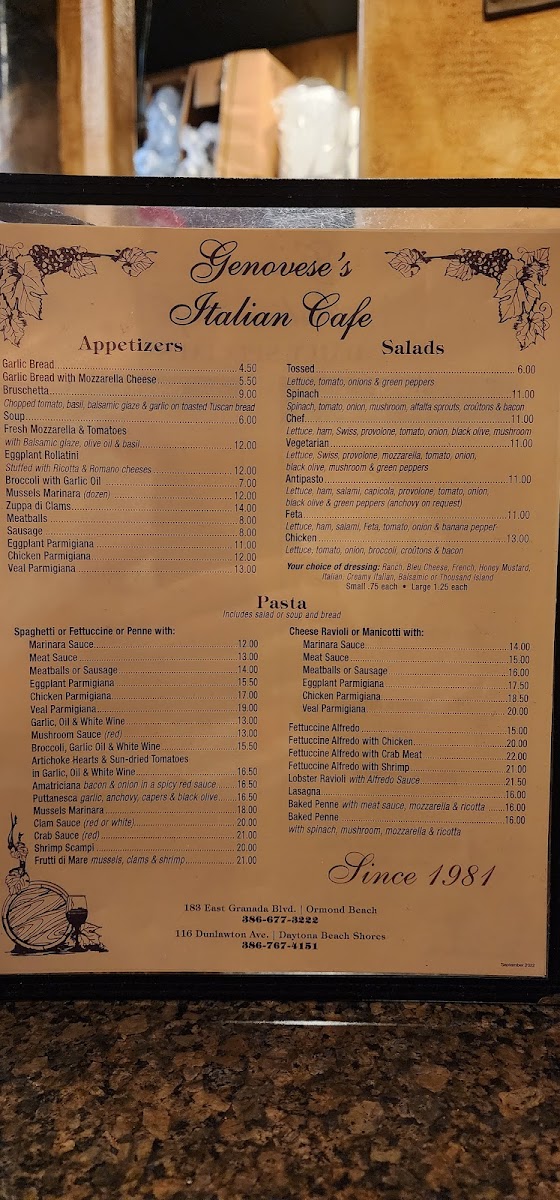 Genovese's
Italian Cafe
Appetizers
Garlic Bread 4.50
Garlic Bread with Mozzarella Cheese 5.50
Bruschetta 9.00
Chopped tomato, basil, balsamic glaze & garlic on toasted Tuscan bread
Soup 6.00
Fresh Mozzarella & Tomatoes
with Balsamic glaze, olive oil & basil 12.00
Eggplant Rollatini
Stuffed with Ricotta & Romano cheeses 12.00
Broccoli with Garlic Oil 7.00
Mussels Marinara (dozen) 12.00
Zuppa di Clams 14.00
Meatballs 8.00
Sausage 8.00
Eggplant Parmigiana 11.00
Chicken Parmigiana 12.00
Veal Parmigiana 13.00
Salads
Tossed 6.00
Lettuce, tomato, onions & green peppers
Spinach 11.00
Spinach, tomato, onion, mushroom, alfalfa sprouts, croûtons & bacon
Chef 11.00
Lettuce, ham, Swiss, provolone, tomato, onion, black olive, mushroom
Vegetarian 11.00
Lettuce, Swiss, provolone, mozzarella, tomato, onion,
black olive, mushroom & green peppers
Antipasto 11.00
Lettuce, ham, salami, capicola, provolone, tomato, onion,
black olive & green peppers (anchovy on request)
Feta 11.00
Lettuce, ham, salami, Feta, tomato, onion & banana pepper
Chicken 13.00
Lettuce, tomato, onion, broccoli, croûtons & bacon
Your choice of dressing: Ranch, Bleu Cheese, French, Honey Mustard,
Italian, Creamy Italian, Balsamic or Thousand Island
Small .75 each • Large 1.25 each
Pasta
Includes salad or soup and bread
Spaghetti or Fettuccine or Penne with:
Marinara Sauce 12.00
Meat Sauce 13.00
Meatballs or Sausage 14.00
Eggplant Parmigiana 15.50
Chicken Parmigiana 17.00
Veal Parmigiana 19.00
Garlic, Oil & White Wine 13.00
Mushroom Sauce (red) 13.00
Broccoli, Garlic Oil & White Wine 15.50
Artichoke Hearts & Sun-dried Tomatoes
in Garlic, Oil & White Wine 16.50
Amatriciana bacon & onion in a spicy red sauce 16.50
Puttanesca garlic, anchovy, capers & black olive 16.50
Mussels Marinara 18.00
Clam Sauce (red or white) 20.00
Crab Sauce (red) 21.00
Shrimp Scampi 20.00
Frutti di Mare mussels, clams & shrimp 21.00
Cheese Ravioli or Manicotti with:
Marinara Sauce 14.00
Meat Sauce 15.00
Meatballs or Sausage 16.00
Eggplant Parmigiana 17.50
Chicken Parmigiana 18.50
Veal Parmigiana 20.00
Fettuccine Alfredo 15.00
Fettuccine Alfredo with Chicken 20.00
Fettuccine Alfredo with Crab Meat 22.00
Fettuccine Alfredo with Shrimp 21.00
Lobster Ravioli with Alfredo Sauce 21.50
Lasagna 16.00
Baked Penne with meat sauce, mozzarella & ricotta 16.00
Baked Penne 16.00
with spinach, mushroom, mozzarella & ricotta
Since 1981
183 East Granada Blvd. | Ormond Beach
386-677-3222
116 Dunlawton Ave. | Daytona Beach Shores
386-767-4151
September